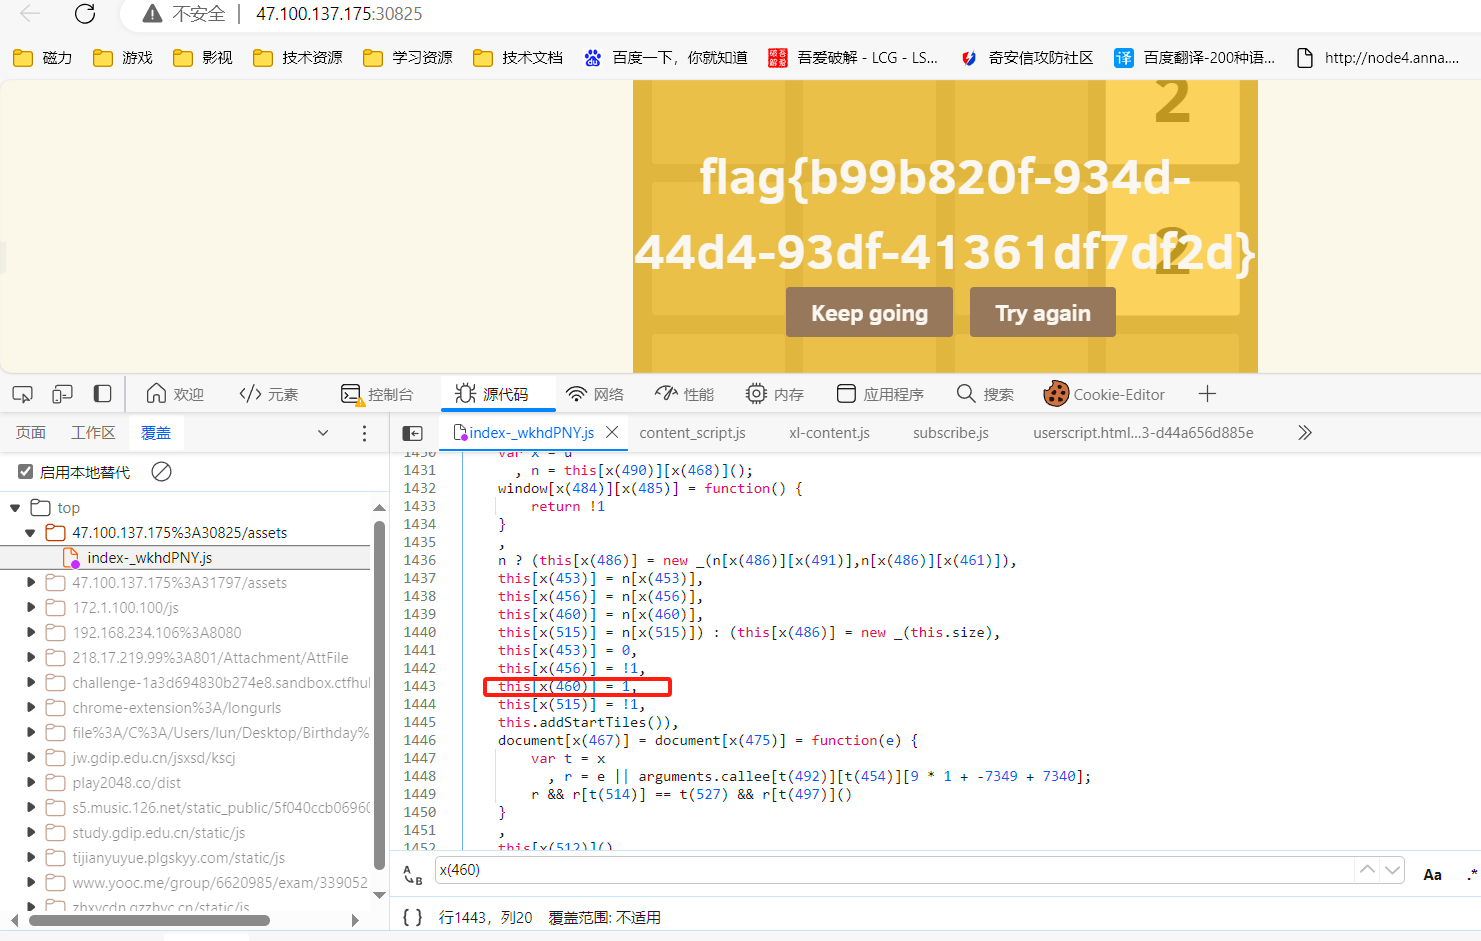 不安全 | 47.100.137.175:30825
磁力 游戏 影视 技术资源 学习资源 技术文档 百度一下，你就知道 吾爱破解 - LCG - LS... 奇安信攻防社区 百度翻译-200种语... http://node4.anna....
2
flag{b99b820f-934d-
44d4-93df-41361df7df2d}
2
Keep going Try again
欢迎 </> 元素 控制台 源代码 网络 性能 内存 应用程序 搜索 Cookie-Editor +
页面 工作区 覆盖
index-_wkhdPNY.js content_script.js xl-content.js subscribe.js userscript.html...3-d44a656d885e
启用本地替代
top
47.100.137.175%3A30825/assets
index-_wkhdPNY.js
47.100.137.175%3A31797/assets
172.1.100.100/js
192.168.234.106%3A8080
218.17.219.99%3A801/Attachment/AttFile
challenge-1a3d694830b274e8.sandbox.ctfhul
chrome-extension%3A/longurls
file%3A/C%3A/Users/lun/Desktop/Birthday%
jw.gdip.edu.cn/jsxsd/kscj
play2048.co/dist
s5.music.126.net/static_public/5f040ccb06960
study.gdip.edu.cn/static/js
tijianyuyue.plgskyy.com/static/js
www.yooc.me/group/6620985/exam/339052
zhxycdn.gzzhyc.cn/static/js
1430 var x = u
1431 , n = this[x(490)][x(468)]();
1432 window[x(484)][x(485)] = function() {
1433 return !1
1434 }
1435 ,
1436 n ? (this[x(486)] = new _(n[x(486)][x(491)],n[x(486)][x(461)]),
1437 this[x(453)] = n[x(453)],
1438 this[x(456)] = n[x(456)],
1439 this[x(460)] = n[x(460)],
1440 this[x(515)] = n[x(515)]) : (this[x(486)] = new _(this.size),
1441 this[x(453)] = 0,
1442 this[x(456)] = !1,
1443 this[x(460)] = 1,
1444 this[x(515)] = !1,
1445 this.addStartTiles()),
1446 document[x(467)] = document[x(475)] = function(e) {
1447 var t = x
1448 , r = e || arguments.callee[t(492)][t(454)][9 * 1 + -7349 + 7340];
1449 r && r[t(514)] == t(527) && r[t(497)]()
1450 }
1451 ,
1452 this[x(512)]()
x(460)
Aa .*
{ } 行1443，列20 覆盖范围: 不适用